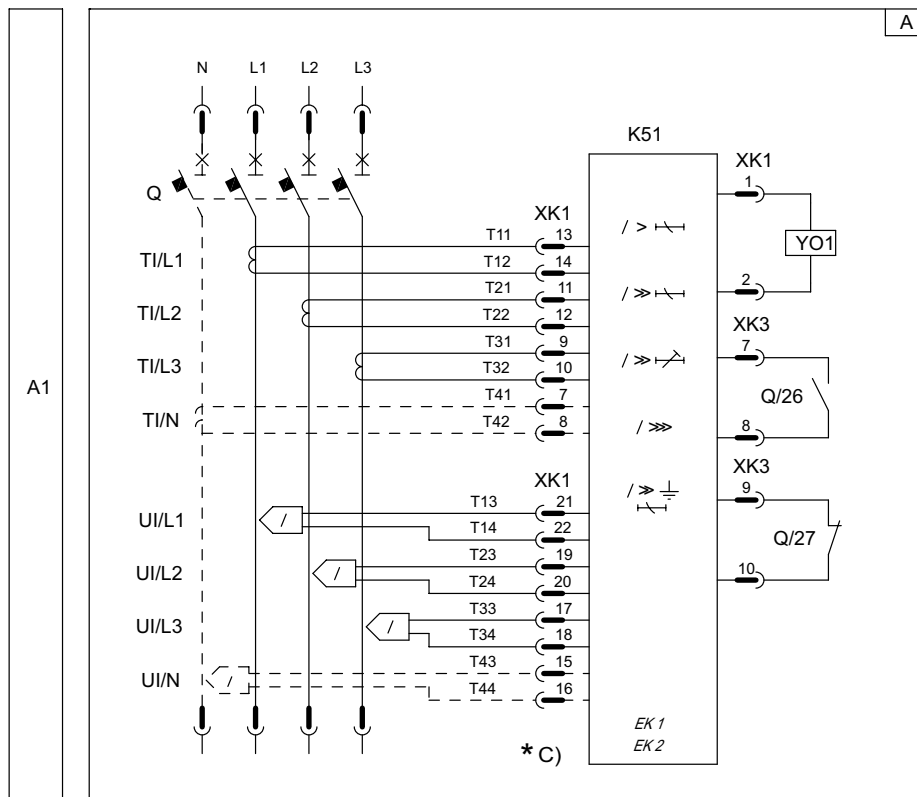 A
N L1 L2 L3
K51
XK1
1
Q
XK1
T11 13
/ >
YO1
TI/L1
T12 14
T21 11
/ ≫
2
TI/L2
T22 12
XK3
T31 9
/ ≫
7
TI/L3
T32 10
A1
T41 7
Q/26
TI/N
T42 8
/ ⋙
8
XK3
XK1
/ ≫
9
T13 21
UI/L1 /
T14 22
Q/27
T23 19
UI/L2 /
T24 20
10
T33 17
UI/L3 /
T34 18
T43 15
UI/N /
T44 16
EK 1
EK 2
* C)